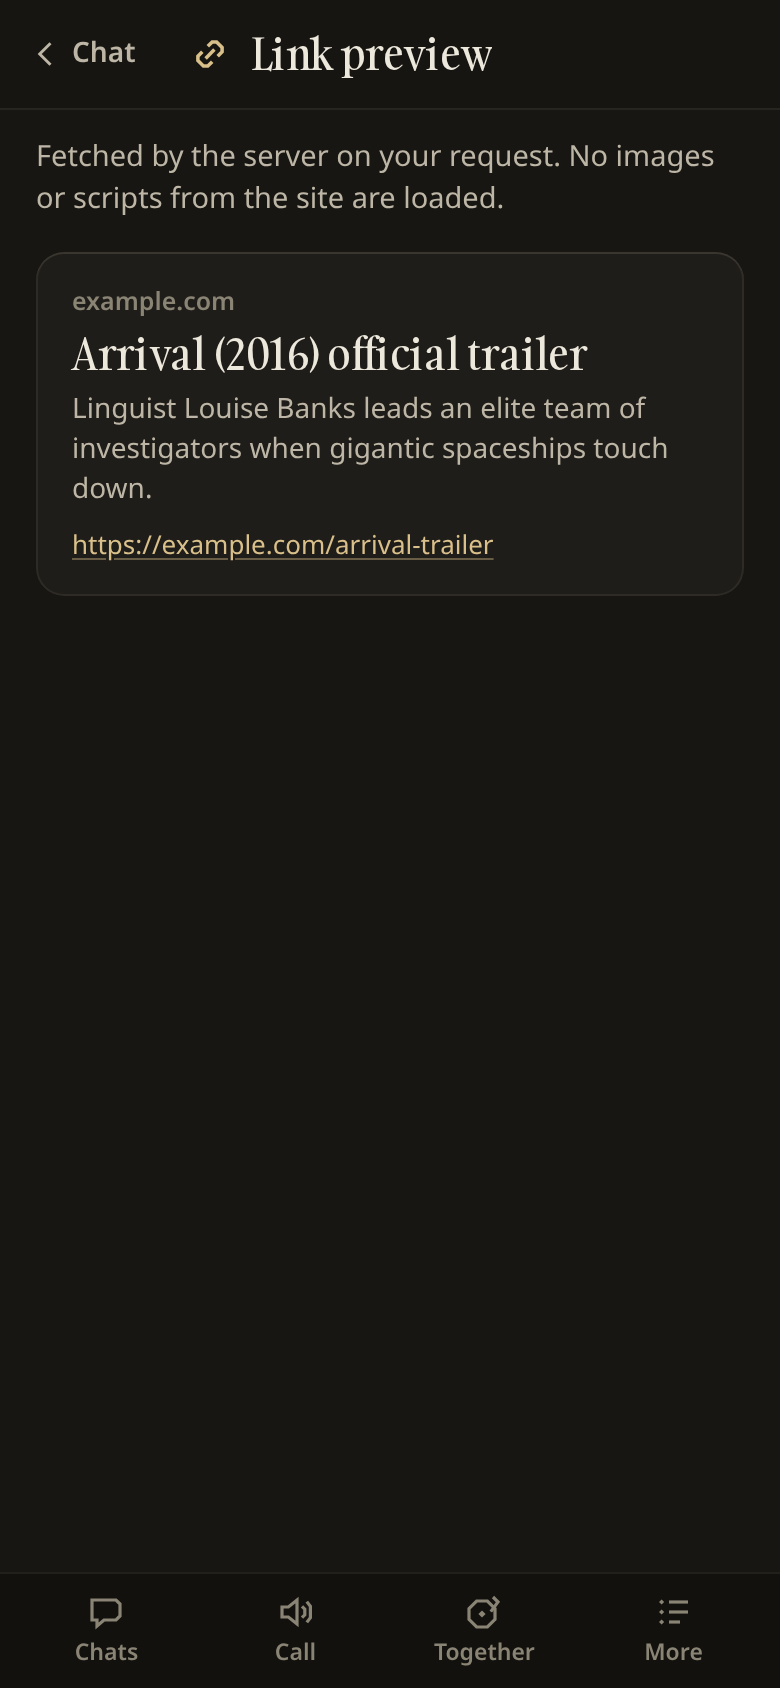 Chat
Link preview
Fetched by the server on your request. No images
or scripts from the site are loaded.
example.com
Arrival (2016) official trailer
Linguist Louise Banks leads an elite team of
investigators when gigantic spaceships touch
down.
https://example.com/arrival-trailer
Chats
Call
Together
More